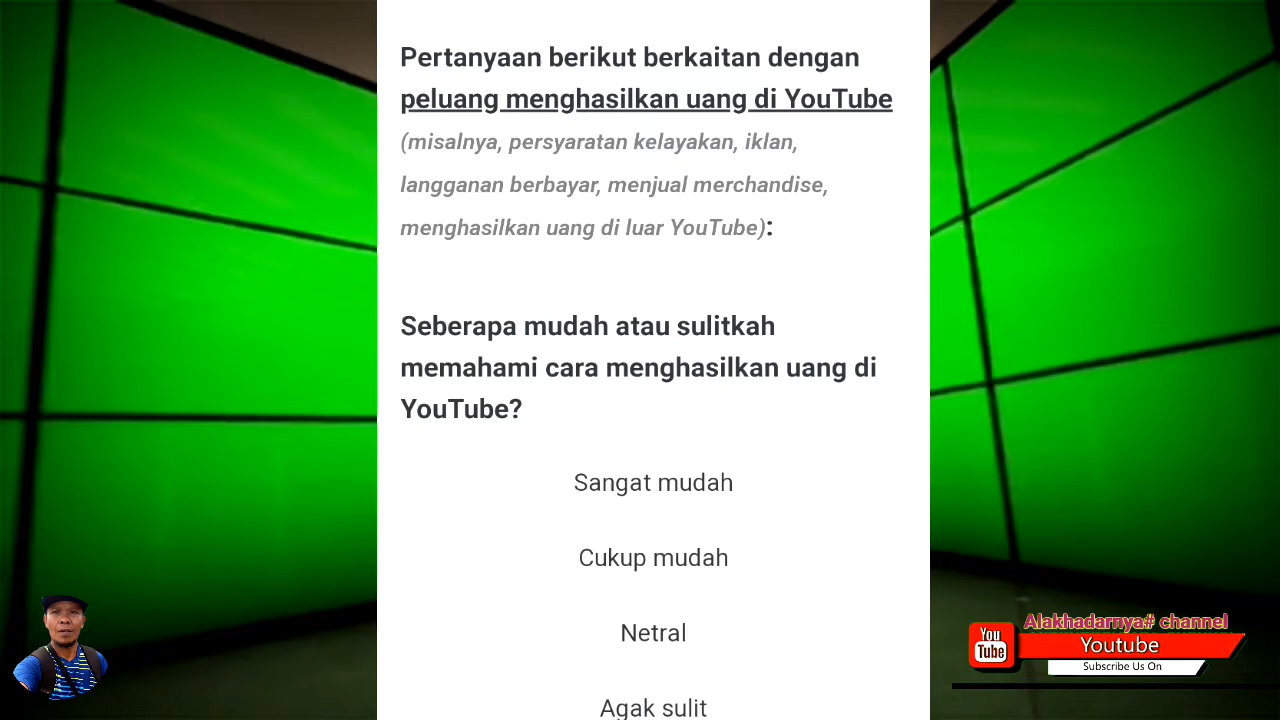 Pertanyaan berikut berkaitan dengan
peluang menghasilkan uang di YouTube
(misalnya, persyaratan kelayakan, iklan,
langganan berbayar, menjual merchandise,
menghasilkan uang di luar YouTube):
Seberapa mudah atau sulitkah
memahami cara menghasilkan uang di
YouTube?
Sangat mudah
Cukup mudah
Netral
Agak sulit
Alakhadarnya# channel
You
Tube
Youtube
Subscribe Us On